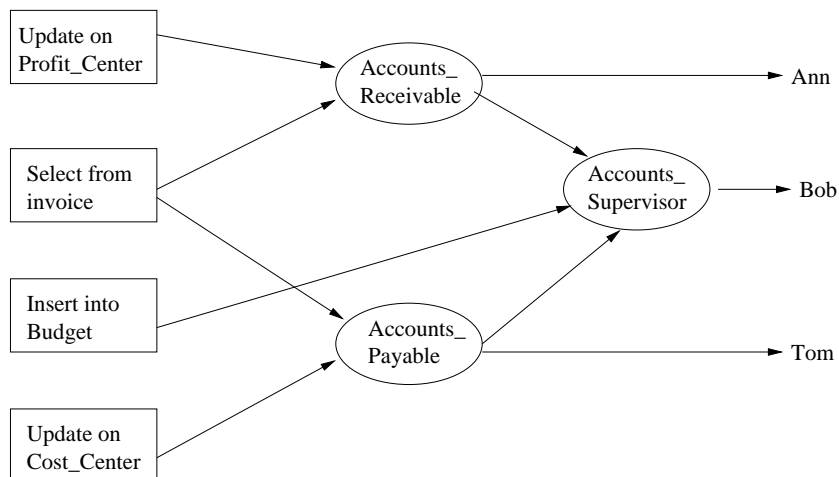 Update on
Profit_Center
Accounts_
Receivable
Ann
Select from
invoice
Accounts_
Supervisor
Bob
Insert into
Budget
Accounts_
Payable
Tom
Update on
Cost_Center